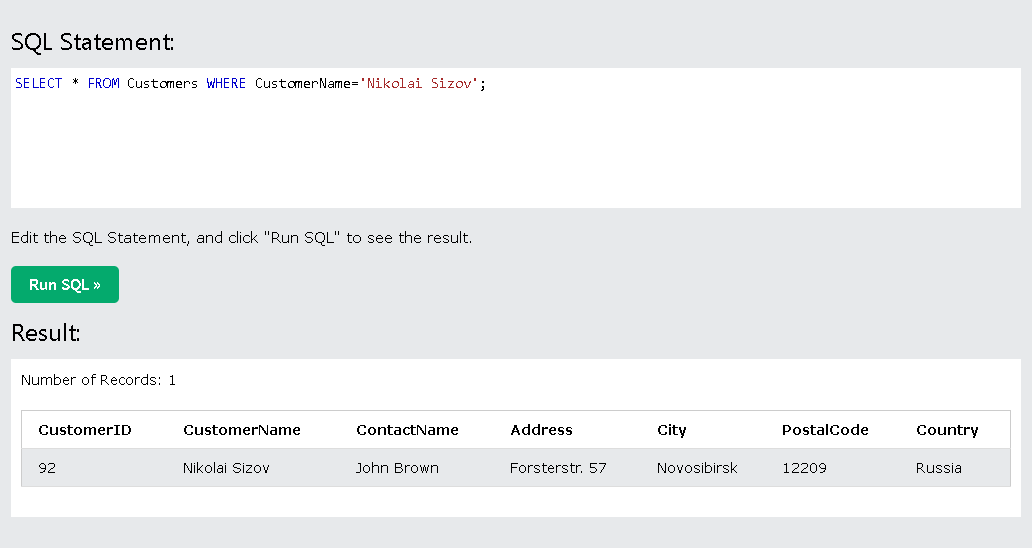 SQL Statement:
SELECT * FROM Customers WHERE CustomerName='Nikolai Sizov';
Edit the SQL Statement, and click "Run SQL" to see the result.
Run SQL »
Result:
Number of Records: 1
CustomerID CustomerName ContactName Address City PostalCode Country
92 Nikolai Sizov John Brown Forsterstr. 57 Novosibirsk 12209 Russia